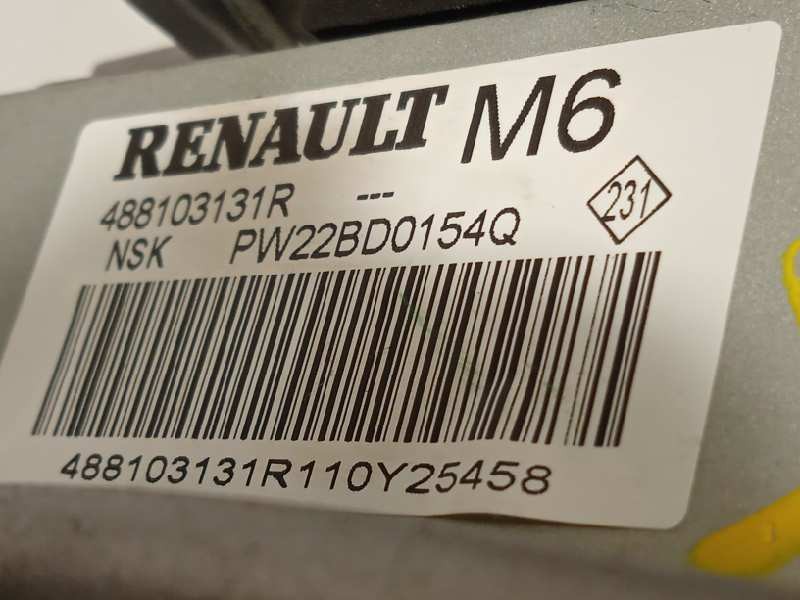 RENAULT M6
488103131R ---
231
NSK PW22BD0154Q
488103131R110Y25458